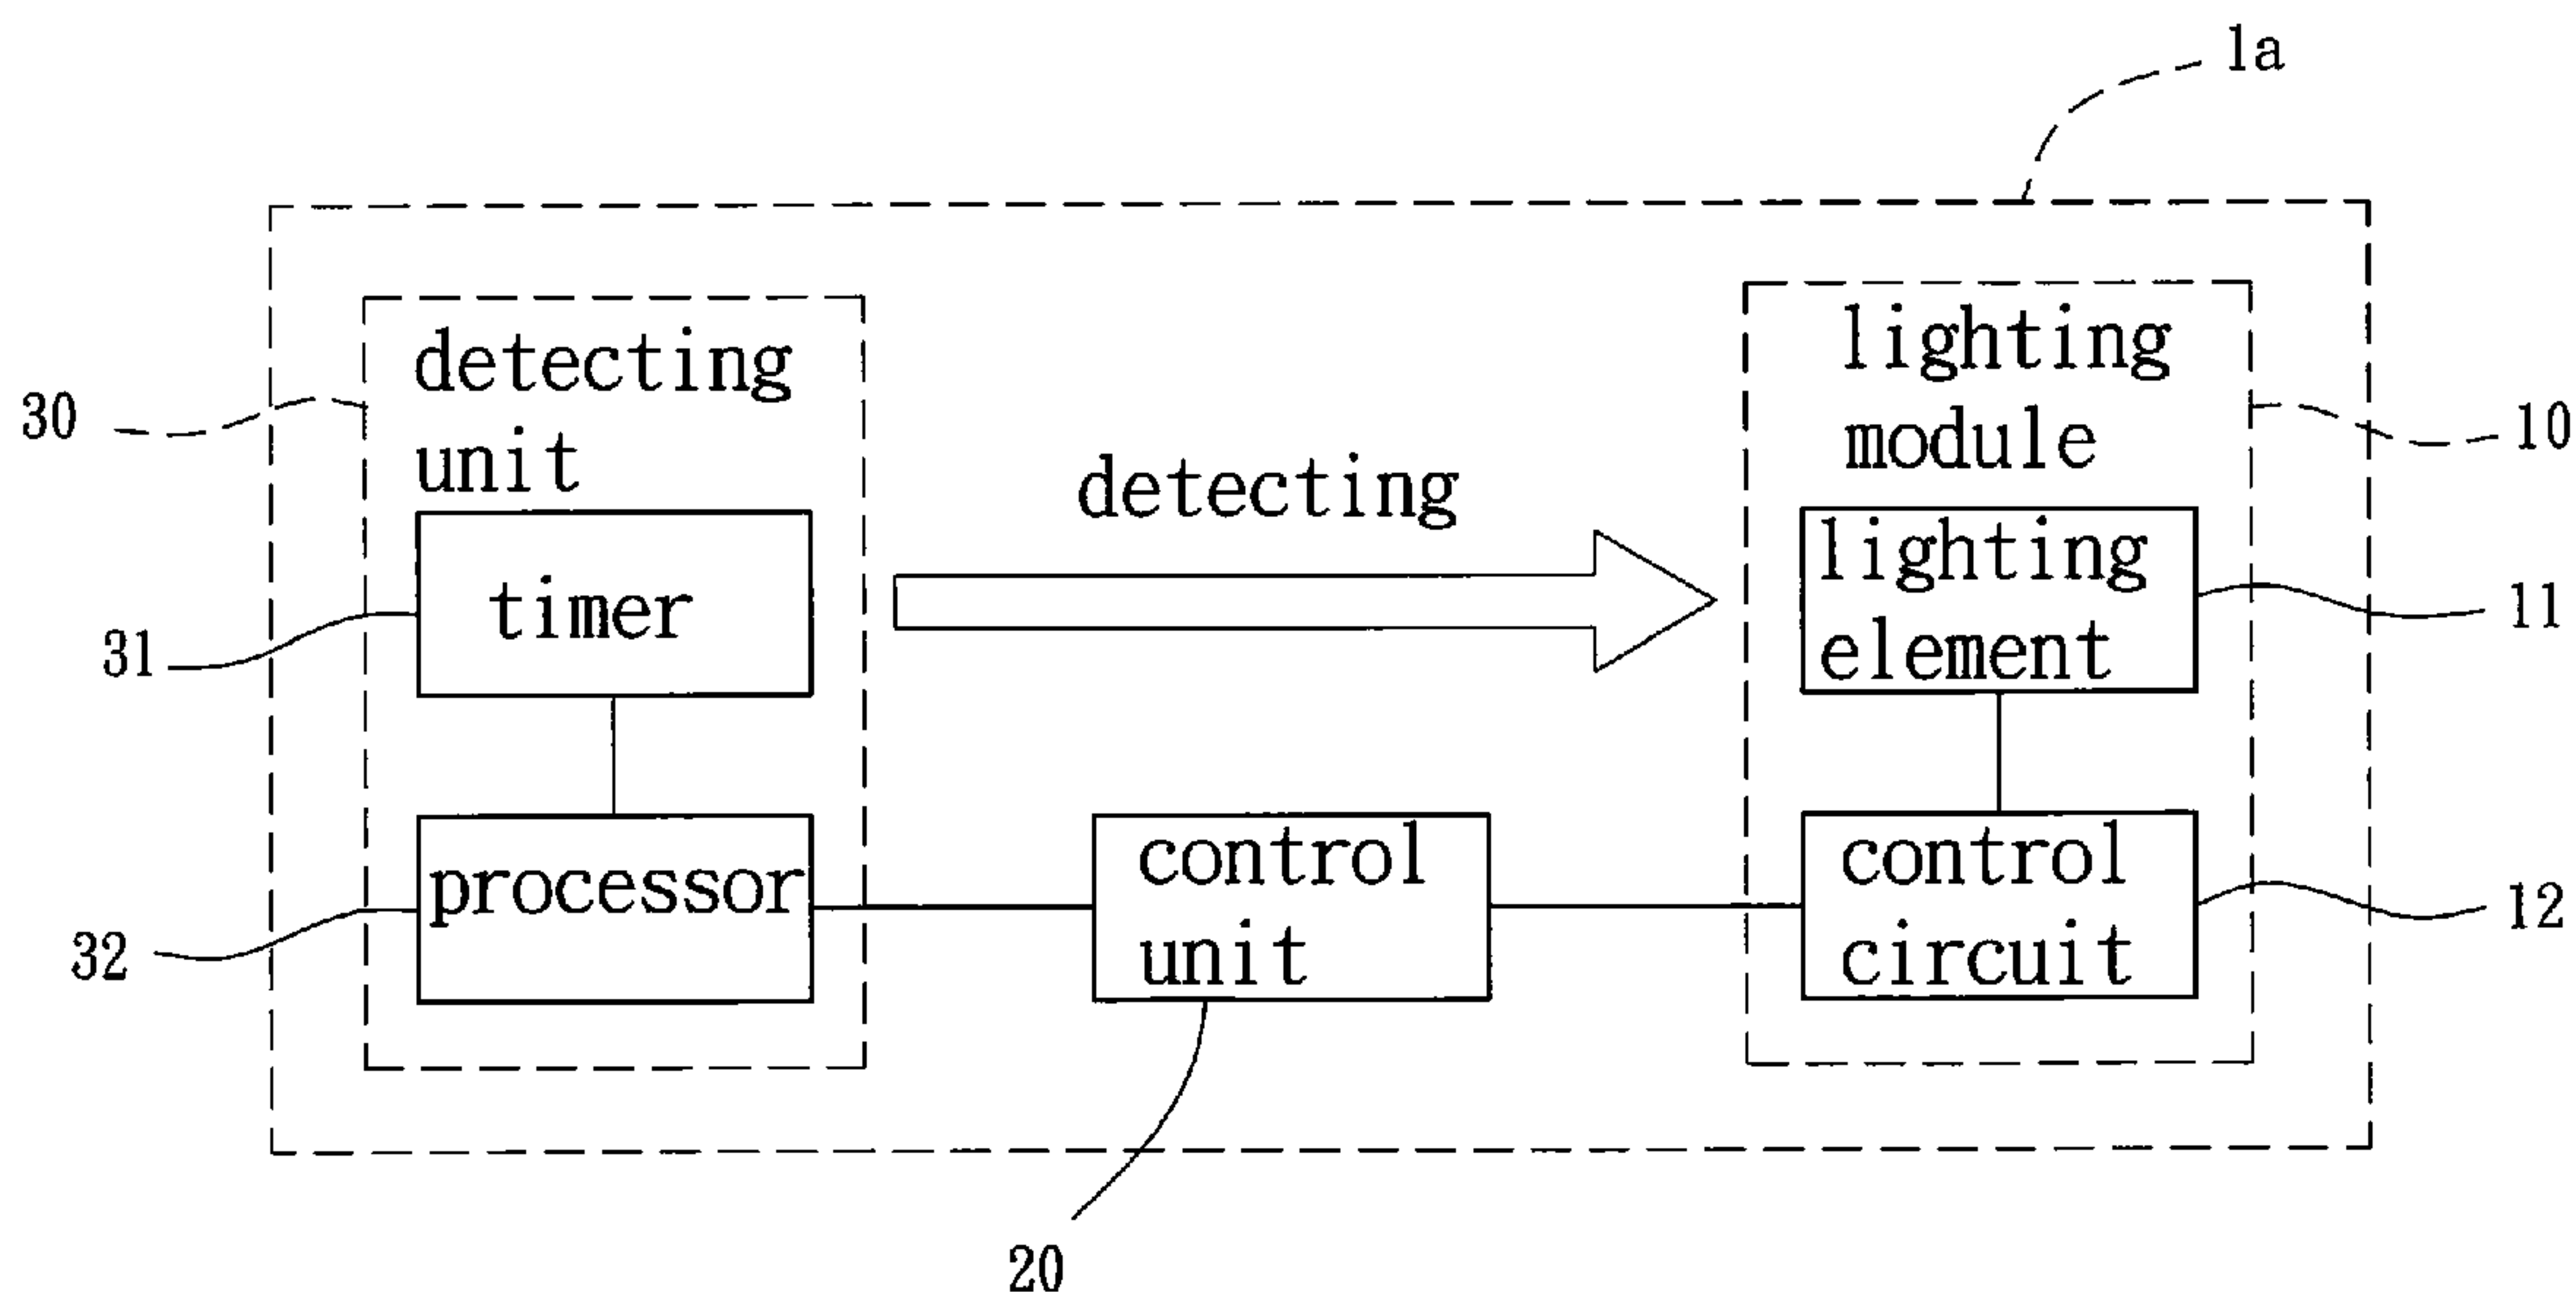 1a
detecting
unit
lighting
module
30
10
detecting
timer
lighting
element
31
11
processor
control
unit
control
circuit
32
12
20